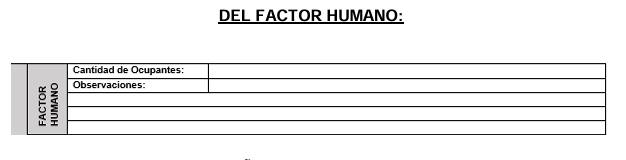 DEL FACTOR HUMANO:
FACTOR
HUMANO
Cantidad de Ocupantes:
Observaciones: